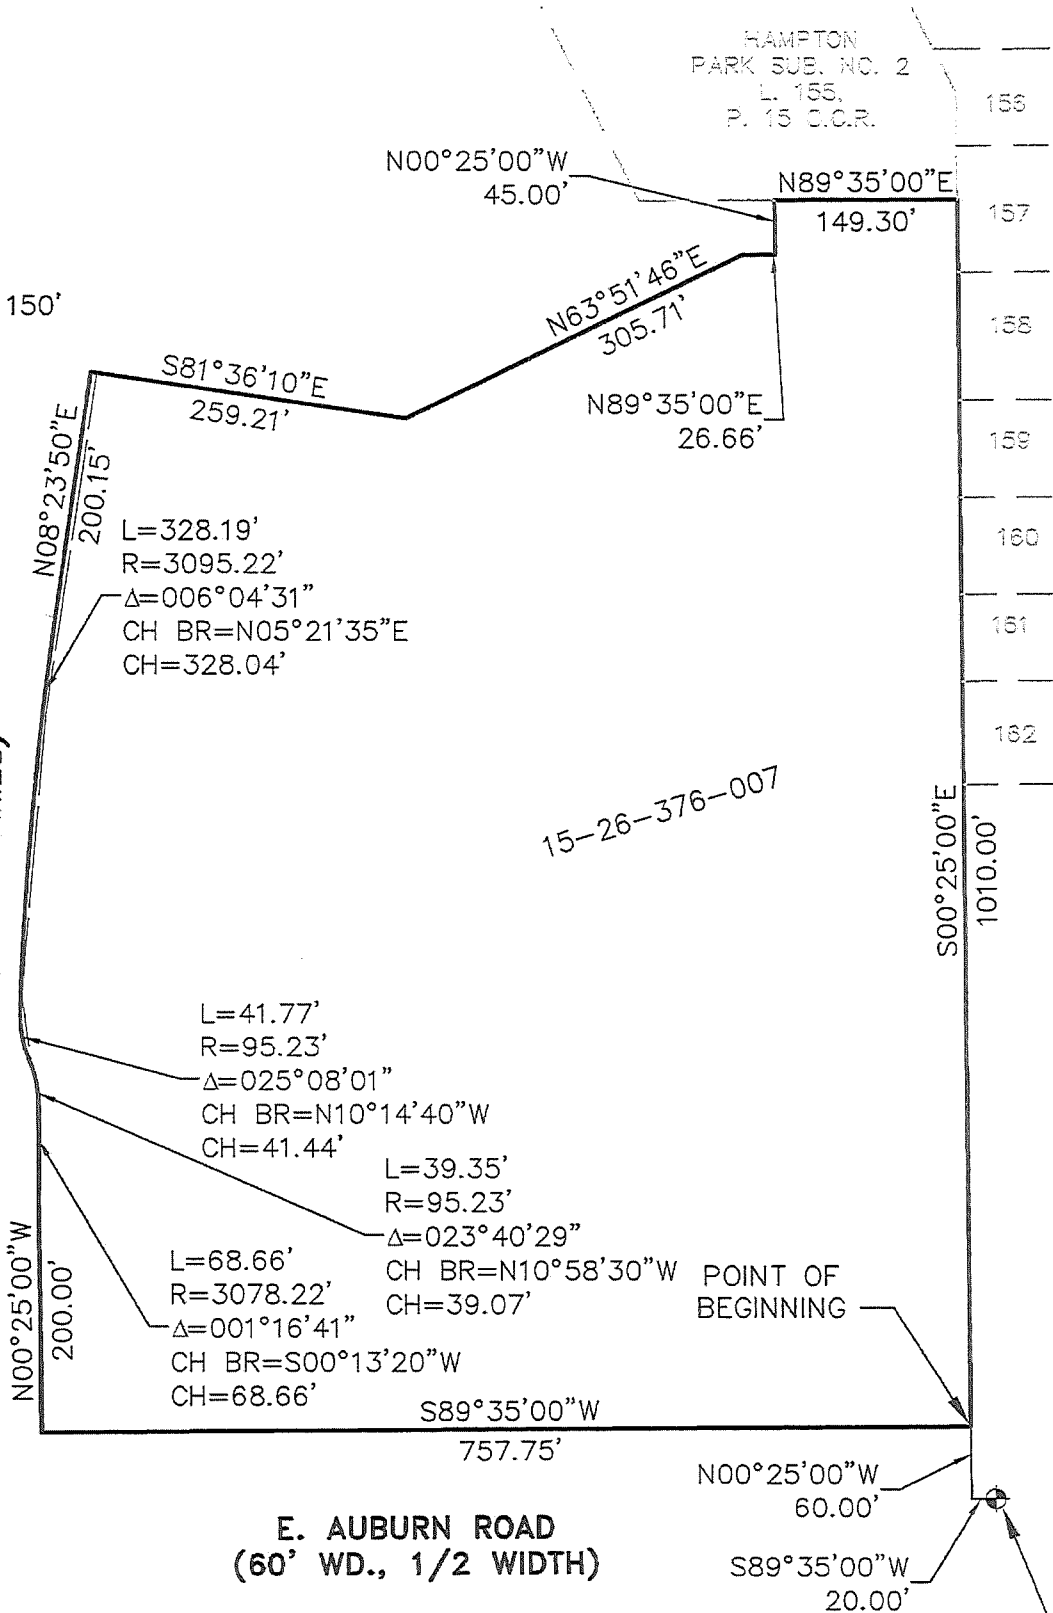 HAMPTON
PARK SUB. NO. 2
L. 155,
P. 15 O.C.R.
156
N00°25'00"W
45.00'
N89°35'00"E
149.30'
157
150'
N63°51'46"E
305.71'
158
S81°36'10"E
259.21'
N89°35'00"E
26.66'
159
N08°23'50"E
200.15'
L=328.19'
R=3095.22'
Δ=006°04'31"
CH BR=N05°21'35"E
CH=328.04'
160
161
162
15-26-376-007
S00°25'00"E
1010.00'
L=41.77'
R=95.23'
Δ=025°08'01"
CH BR=N10°14'40"W
CH=41.44'
L=39.35'
R=95.23'
Δ=023°40'29"
CH BR=N10°58'30"W
CH=39.07'
N00°25'00"W
200.00'
L=68.66'
R=3078.22'
Δ=001°16'41"
CH BR=S00°13'20"W
CH=68.66'
POINT OF
BEGINNING
S89°35'00"W
757.75'
N00°25'00"W
60.00'
E. AUBURN ROAD
(60' WD., 1/2 WIDTH)
S89°35'00"W
20.00'